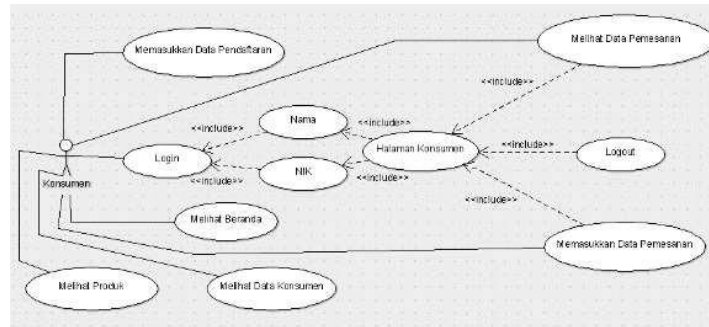 Melihat Data Pemesanan
Memasukkan Data Pendaftaran
<<include>>
Nama
<<include>>
<<include>>
Halaman Konsumen
<<include>>
Logout
Login
<<include>>
NIK
<<include>>
Konsumen
<<include>>
Melihat Beranda
Memasukkan Data Pemesanan
Melihat Produk
Melihat Data Konsumen